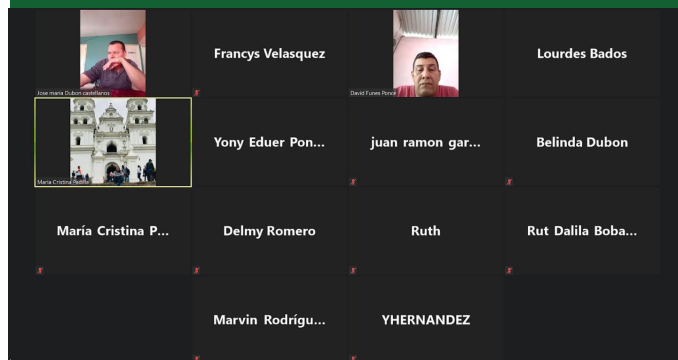 Jose maria Dubon castellanos
Francys Velasquez
David Funes Ponce
Lourdes Bados
Maria Cristina Padilla
Yony Eduer Pon...
juan ramon gar...
Belinda Dubon
María Cristina P...
Delmy Romero
Ruth
Rut Dalila Boba...
Marvin Rodrígu...
YHERNANDEZ